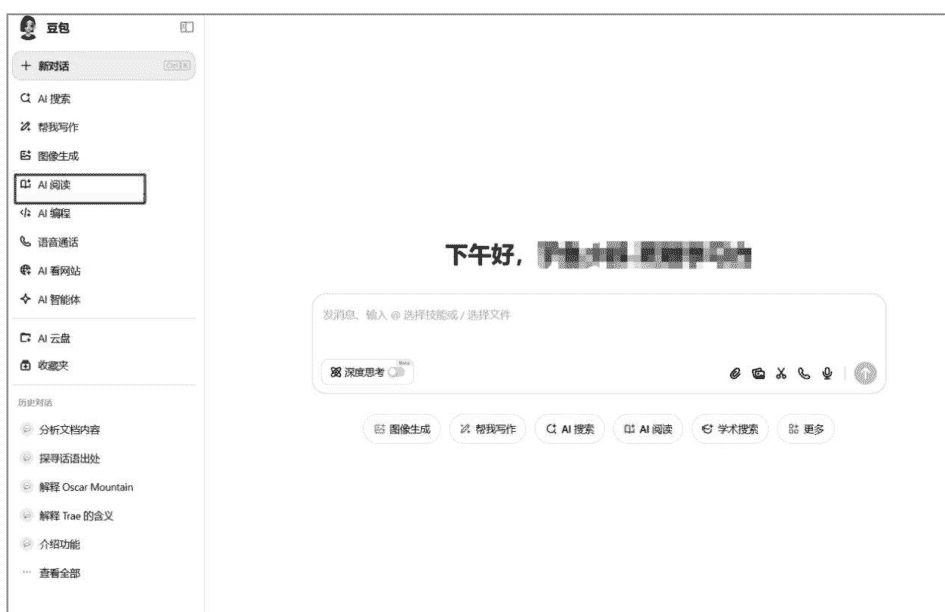 豆包
新对话 Ctrl K
AI 搜索
帮我写作
图像生成
AI 阅读
AI 编程
语音通话
AI 看网站
AI 智能体
AI 云盘
收藏夹
历史对话
分析文档内容
探寻话语出处
解释 Oscar Mountain
解释 Trae 的含义
介绍功能
查看全部
下午好，
发消息、输入 @ 选择技能或 / 选择文件
深度思考 Beta
图像生成 帮我写作 AI 搜索 AI 阅读 学术搜索 更多